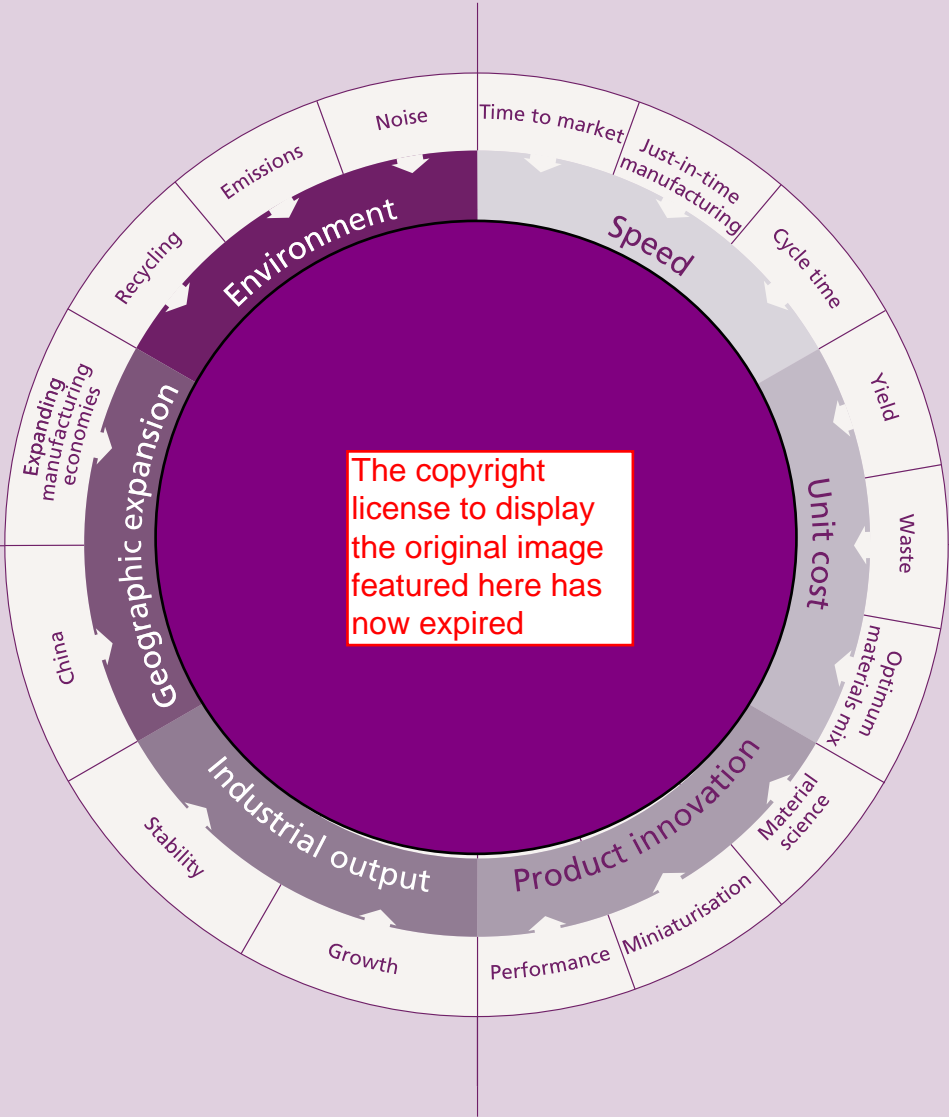 Noise
Time to market
Emissions
Just-in-time
manufacturing
Recycling
Environment
Speed
Cycle time
Expanding
manufacturing
economies
Geographic expansion
Yield
Unit cost
Waste
The copyright
license to display
the original image
featured here has
now expired
China
Optimum
materials mix
Industrial output
Product innovation
Material
science
Stability
Miniaturisation
Growth
Performance